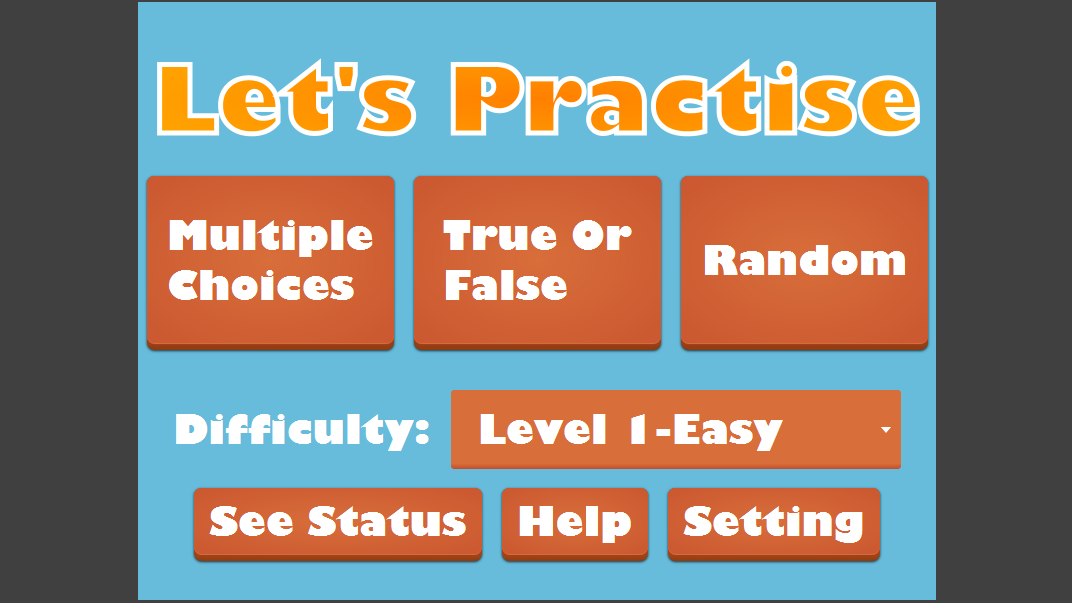 Let's Practise
Multiple
Choices
True Or
False
Random
Difficulty:
Level 1-Easy
See Status
Help
Setting